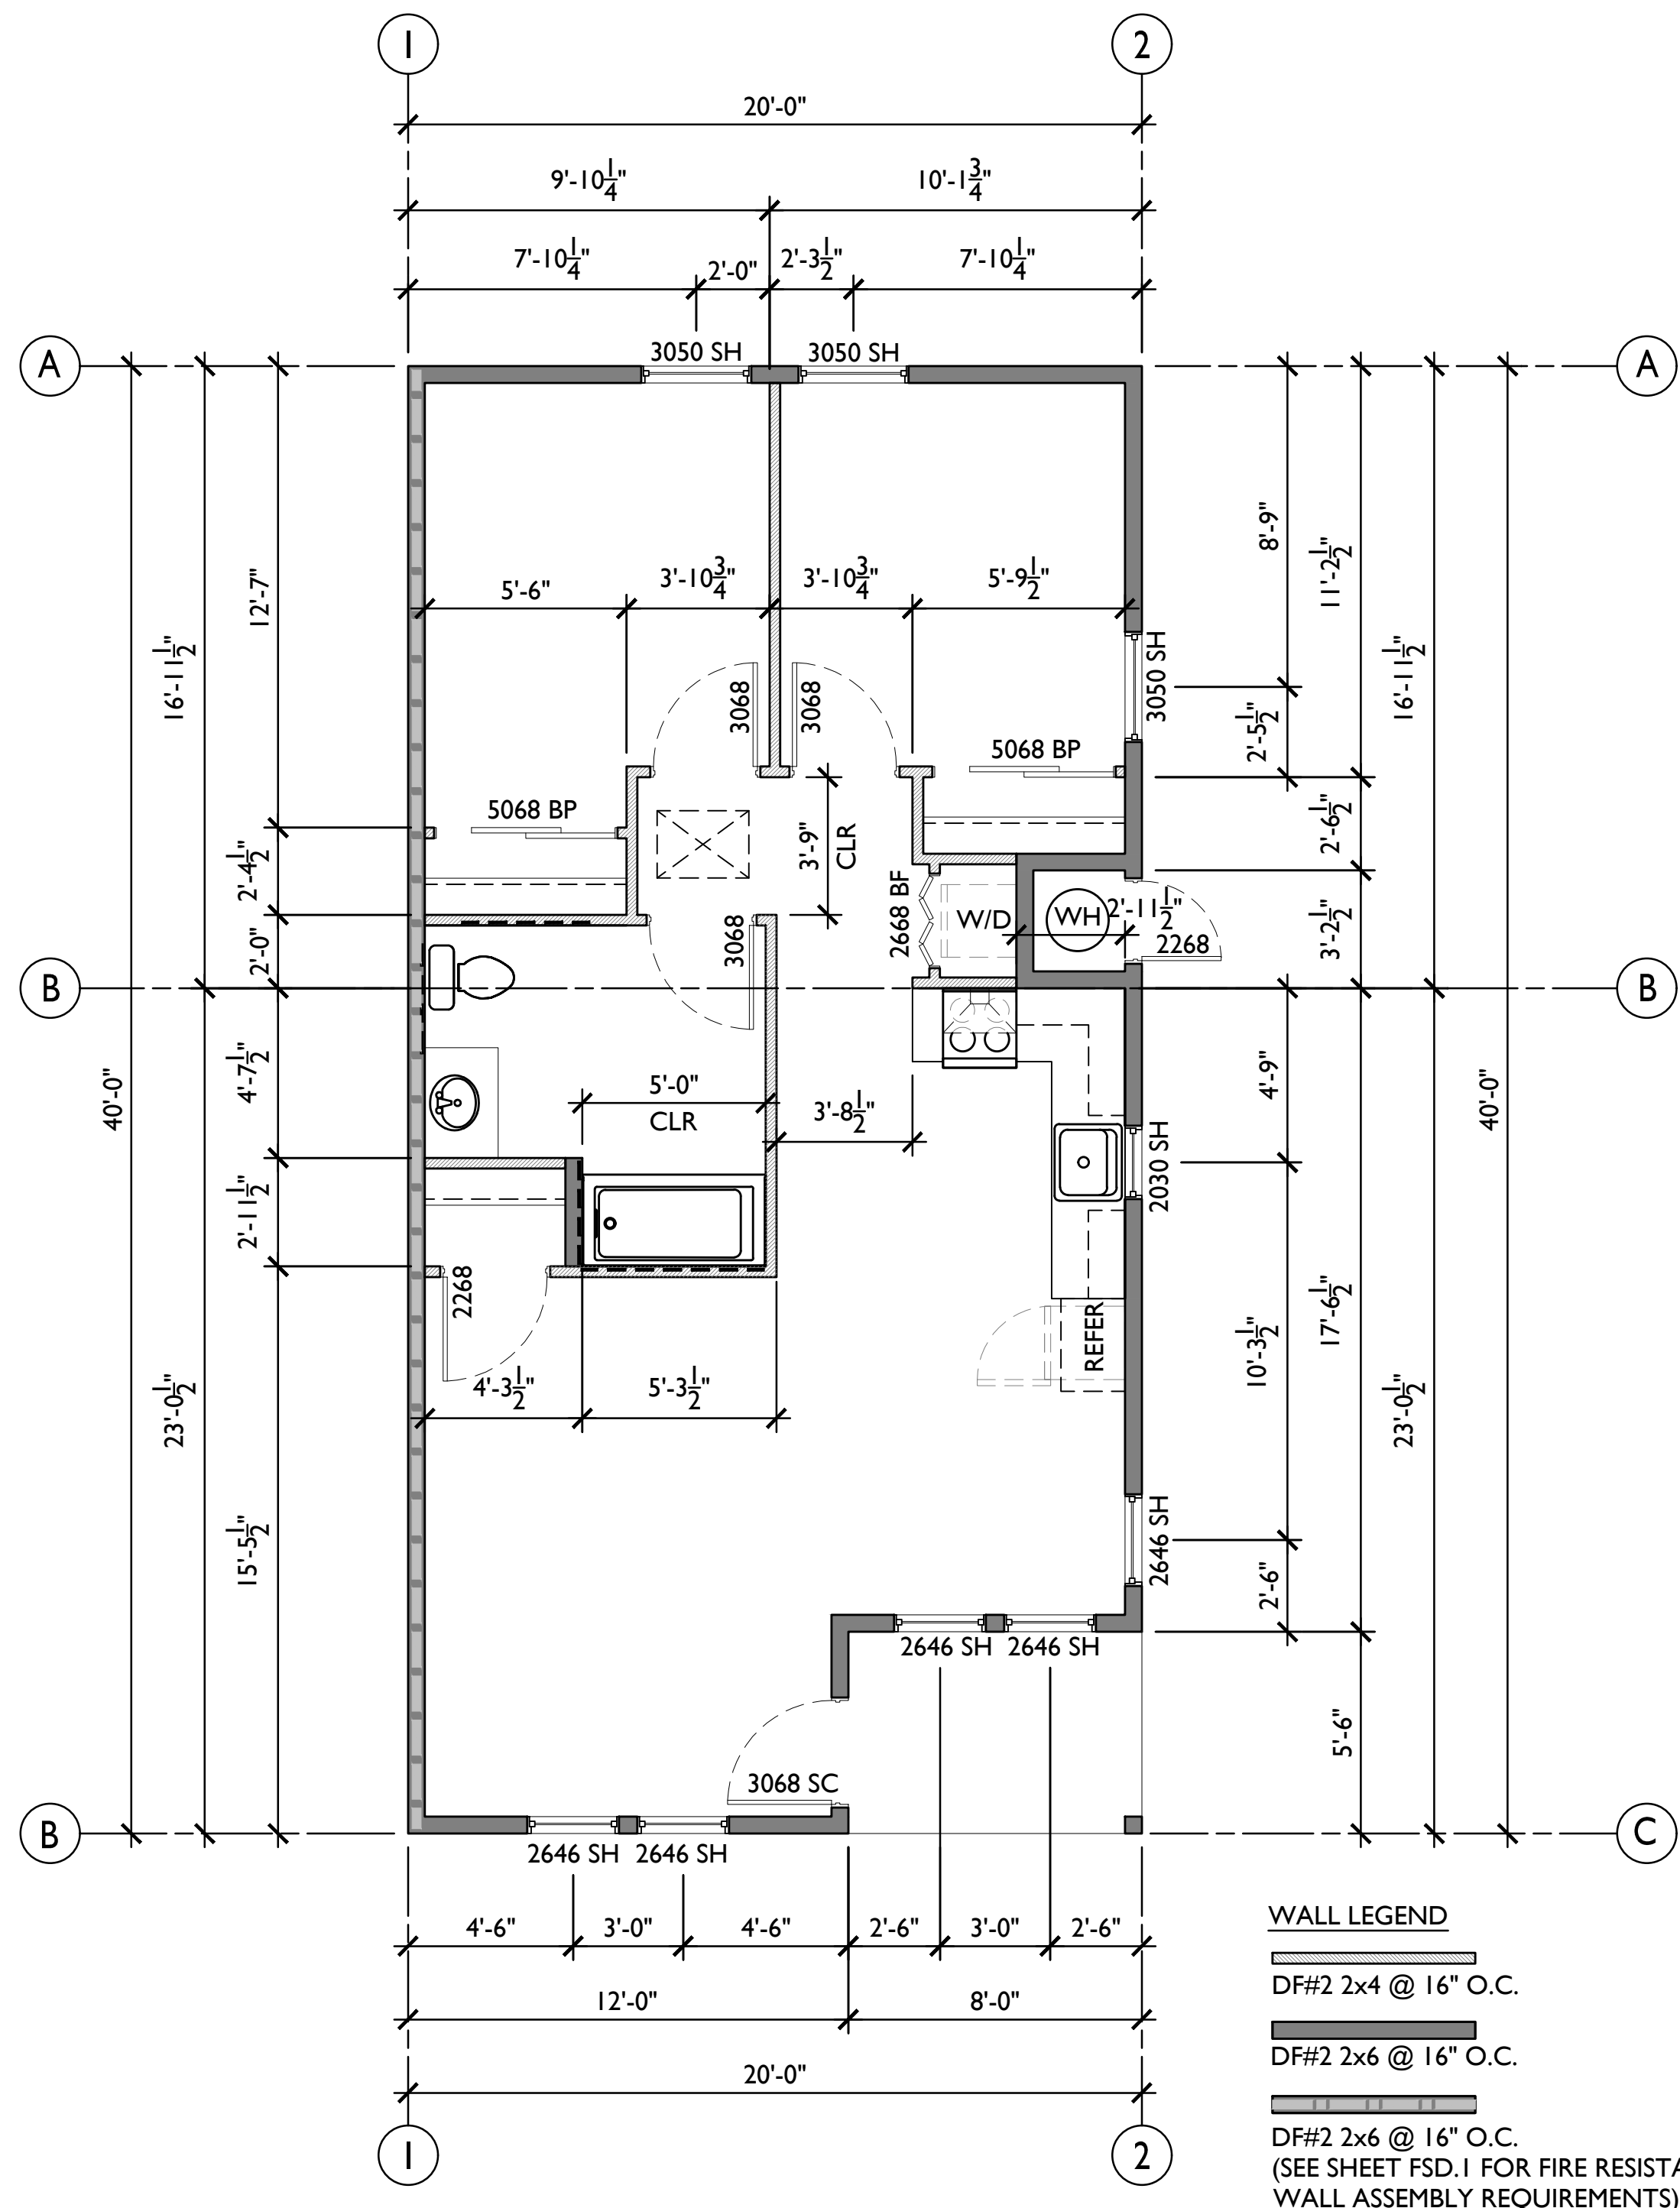 1
2
20'-0"
9'-10 1/4"
10'-1 3/4"
7'-10 1/4"
2'-0"
2'-3 1/2"
7'-10 1/4"
A
3050 SH
3050 SH
A
8'-9"
11'-2 1/2"
12'-7"
5'-6"
3'-10 3/4"
3'-10 3/4"
5'-9 1/2"
16'-11 1/2"
16'-11 1/2"
3050 SH
3068
3068
2'-5 1/2"
5068 BP
5068 BP
3'-9"
CLR
2'-6 1/2"
2'-4 1/2"
2668 BF
W/D
WH
2'-11 1/2"
2268
3'-2 1/2"
3068
2'-0"
B
B
40'-0"
4'-7 1/2"
5'-0"
CLR
3'-8 1/2"
4'-9"
40'-0"
2030 SH
2'-11 1/2"
2268
REFER
10'-3 1/2"
17'-6 1/2"
4'-3 1/2"
5'-3 1/2"
23'-0 1/2"
23'-0 1/2"
15'-5 1/2"
2646 SH
2'-6"
2646 SH
2646 SH
5'-6"
3068 SC
B
C
2646 SH
2646 SH
4'-6"
3'-0"
4'-6"
2'-6"
3'-0"
2'-6"
12'-0"
8'-0"
20'-0"
1
2
WALL LEGEND
DF#2 2x4 @ 16" O.C.
DF#2 2x6 @ 16" O.C.
DF#2 2x6 @ 16" O.C.
(SEE SHEET FSD.1 FOR FIRE RESISTA
WALL ASSEMBLY REQUIREMENTS)